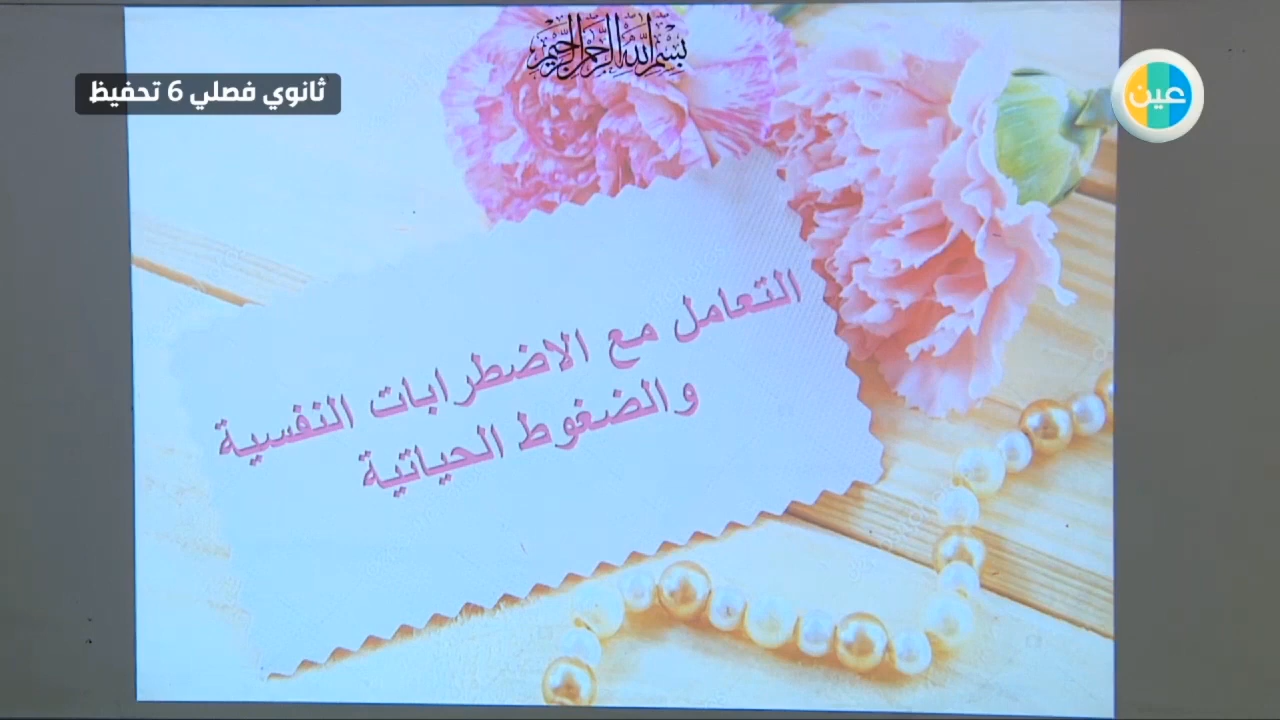 بسم الله الرحمن الرحيم
ثانوي فصلي 6 تحفيظ
عين
التعامل مع الاضطرابات النفسية
والضغوط الحياتية